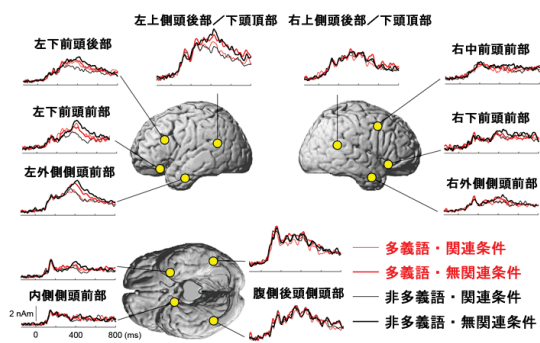 左上側頭後部／下頭頂部
右上側頭後部／下頭頂部
左下前頭後部
右中前頭前部
左下前頭前部
右下前頭前部
左外側側頭前部
右外側側頭前部
多義語・関連条件
多義語・無関連条件
内側側頭前部
腹側後頭側頭部
非多義語・関連条件
非多義語・無関連条件
2 nAm
0 400 800 (ms)